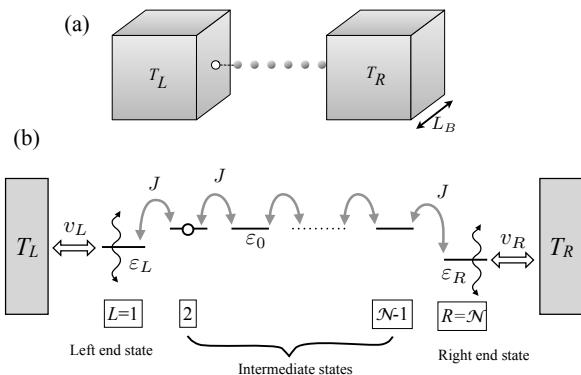 (a)
T_L
T_R
L_B
(b)
J J J
v_L ε_0 v_R
T_L ε_L ε_R T_R
L=1 2 𝒩-1 R=𝒩
Left end state Intermediate states Right end state